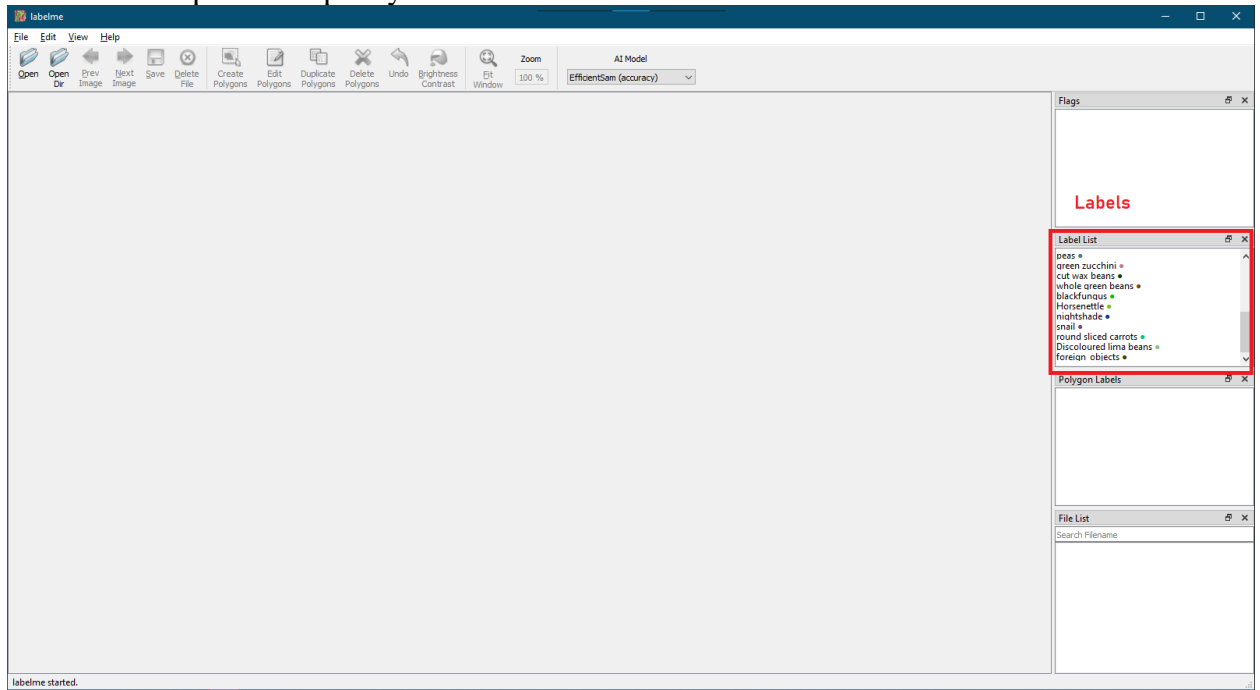 labelme
File Edit View Help
Open Open Dir Prev Image Next Image Save Delete File Create Polygons Edit Polygons Duplicate Polygons Delete Polygons Undo Brightness Contrast Fit Window Zoom 100 % AI Model EfficientSam (accuracy)
Flags
Labels
Label List
peas
green zucchini
cut wax beans
whole green beans
blackfungus
Horsenettle
nightshade
snail
round sliced carrots
Discoloured lima beans
foreign_objects
Polygon Labels
File List
Search Filename
labelme started.